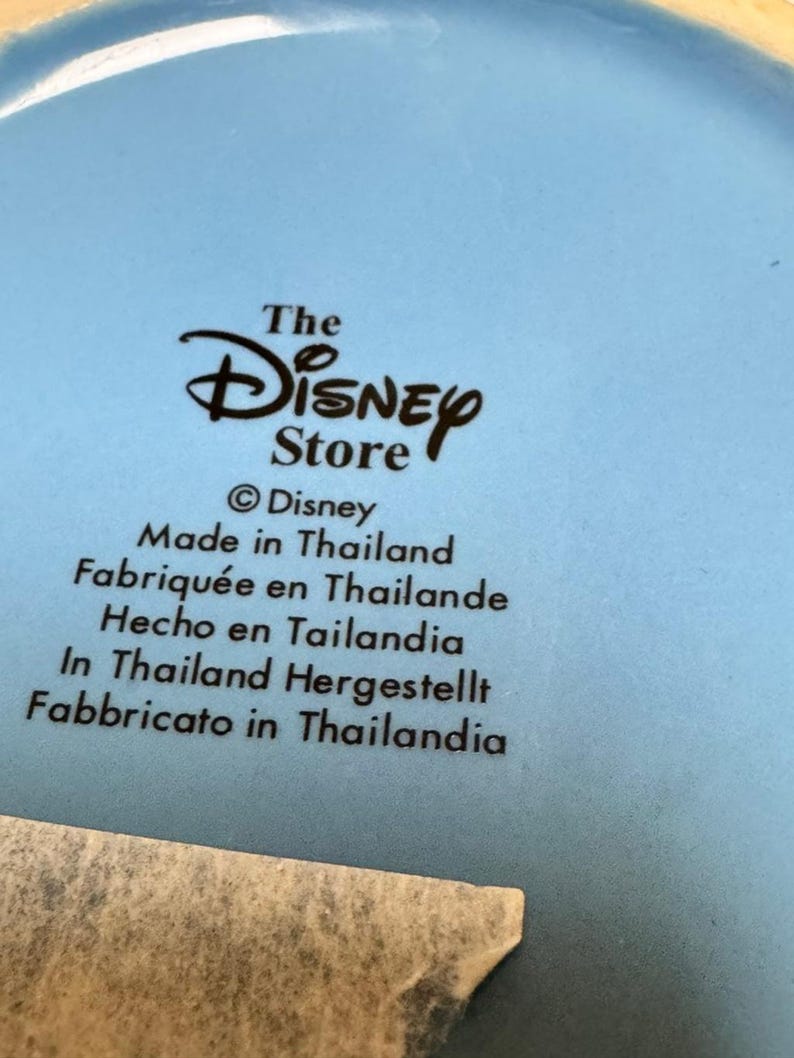 The
Disney
Store
© Disney
Made in Thailand
Fabriquée en Thailande
Hecho en Tailandia
In Thailand Hergestellt
Fabbricato in Thailandia